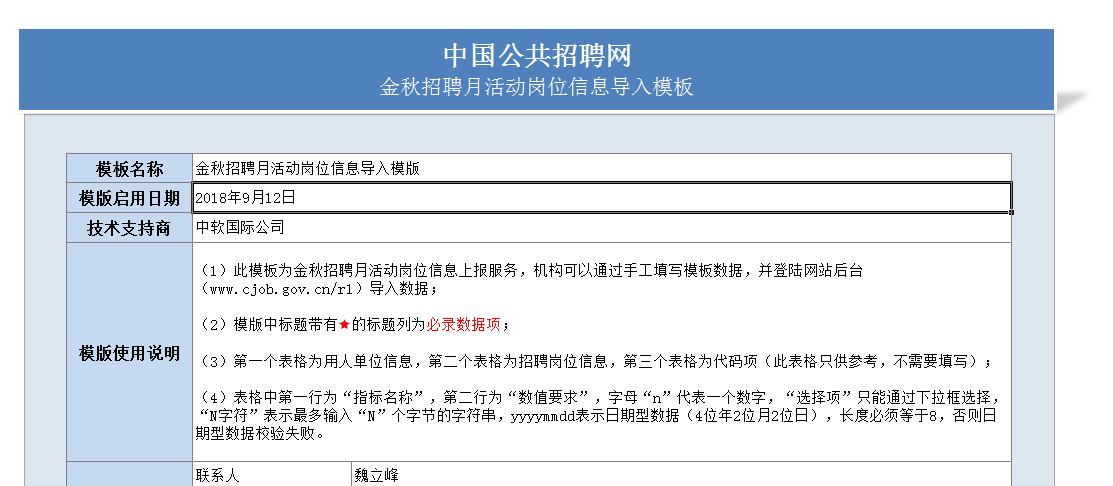 中国公共招聘网
金秋招聘月活动岗位信息导入模板
模板名称 金秋招聘月活动岗位信息导入模版
模版启用日期 2018年9月12日
技术支持商 中软国际公司
模版使用说明
（1）此模板为金秋招聘月活动岗位信息上报服务，机构可以通过手工填写模板数据，并登陆网站后台
（www.cjob.gov.cn/rl）导入数据；
（2）模版中标题带有★的标题列为必录数据项；
（3）第一个表格为用人单位信息，第二个表格为招聘岗位信息，第三个表格为代码项（此表格只供参考，不需要填写）；
（4）表格中第一行为“指标名称”，第二行为“数值要求”，字母“n”代表一个数字，“选择项”只能通过下拉框选择，
“N字符”表示最多输入“N”个字节的字符串，yyyymmdd表示日期型数据（4位年2位月2位日），长度必须等于8，否则日
期型数据校验失败。
联系人 魏立峰